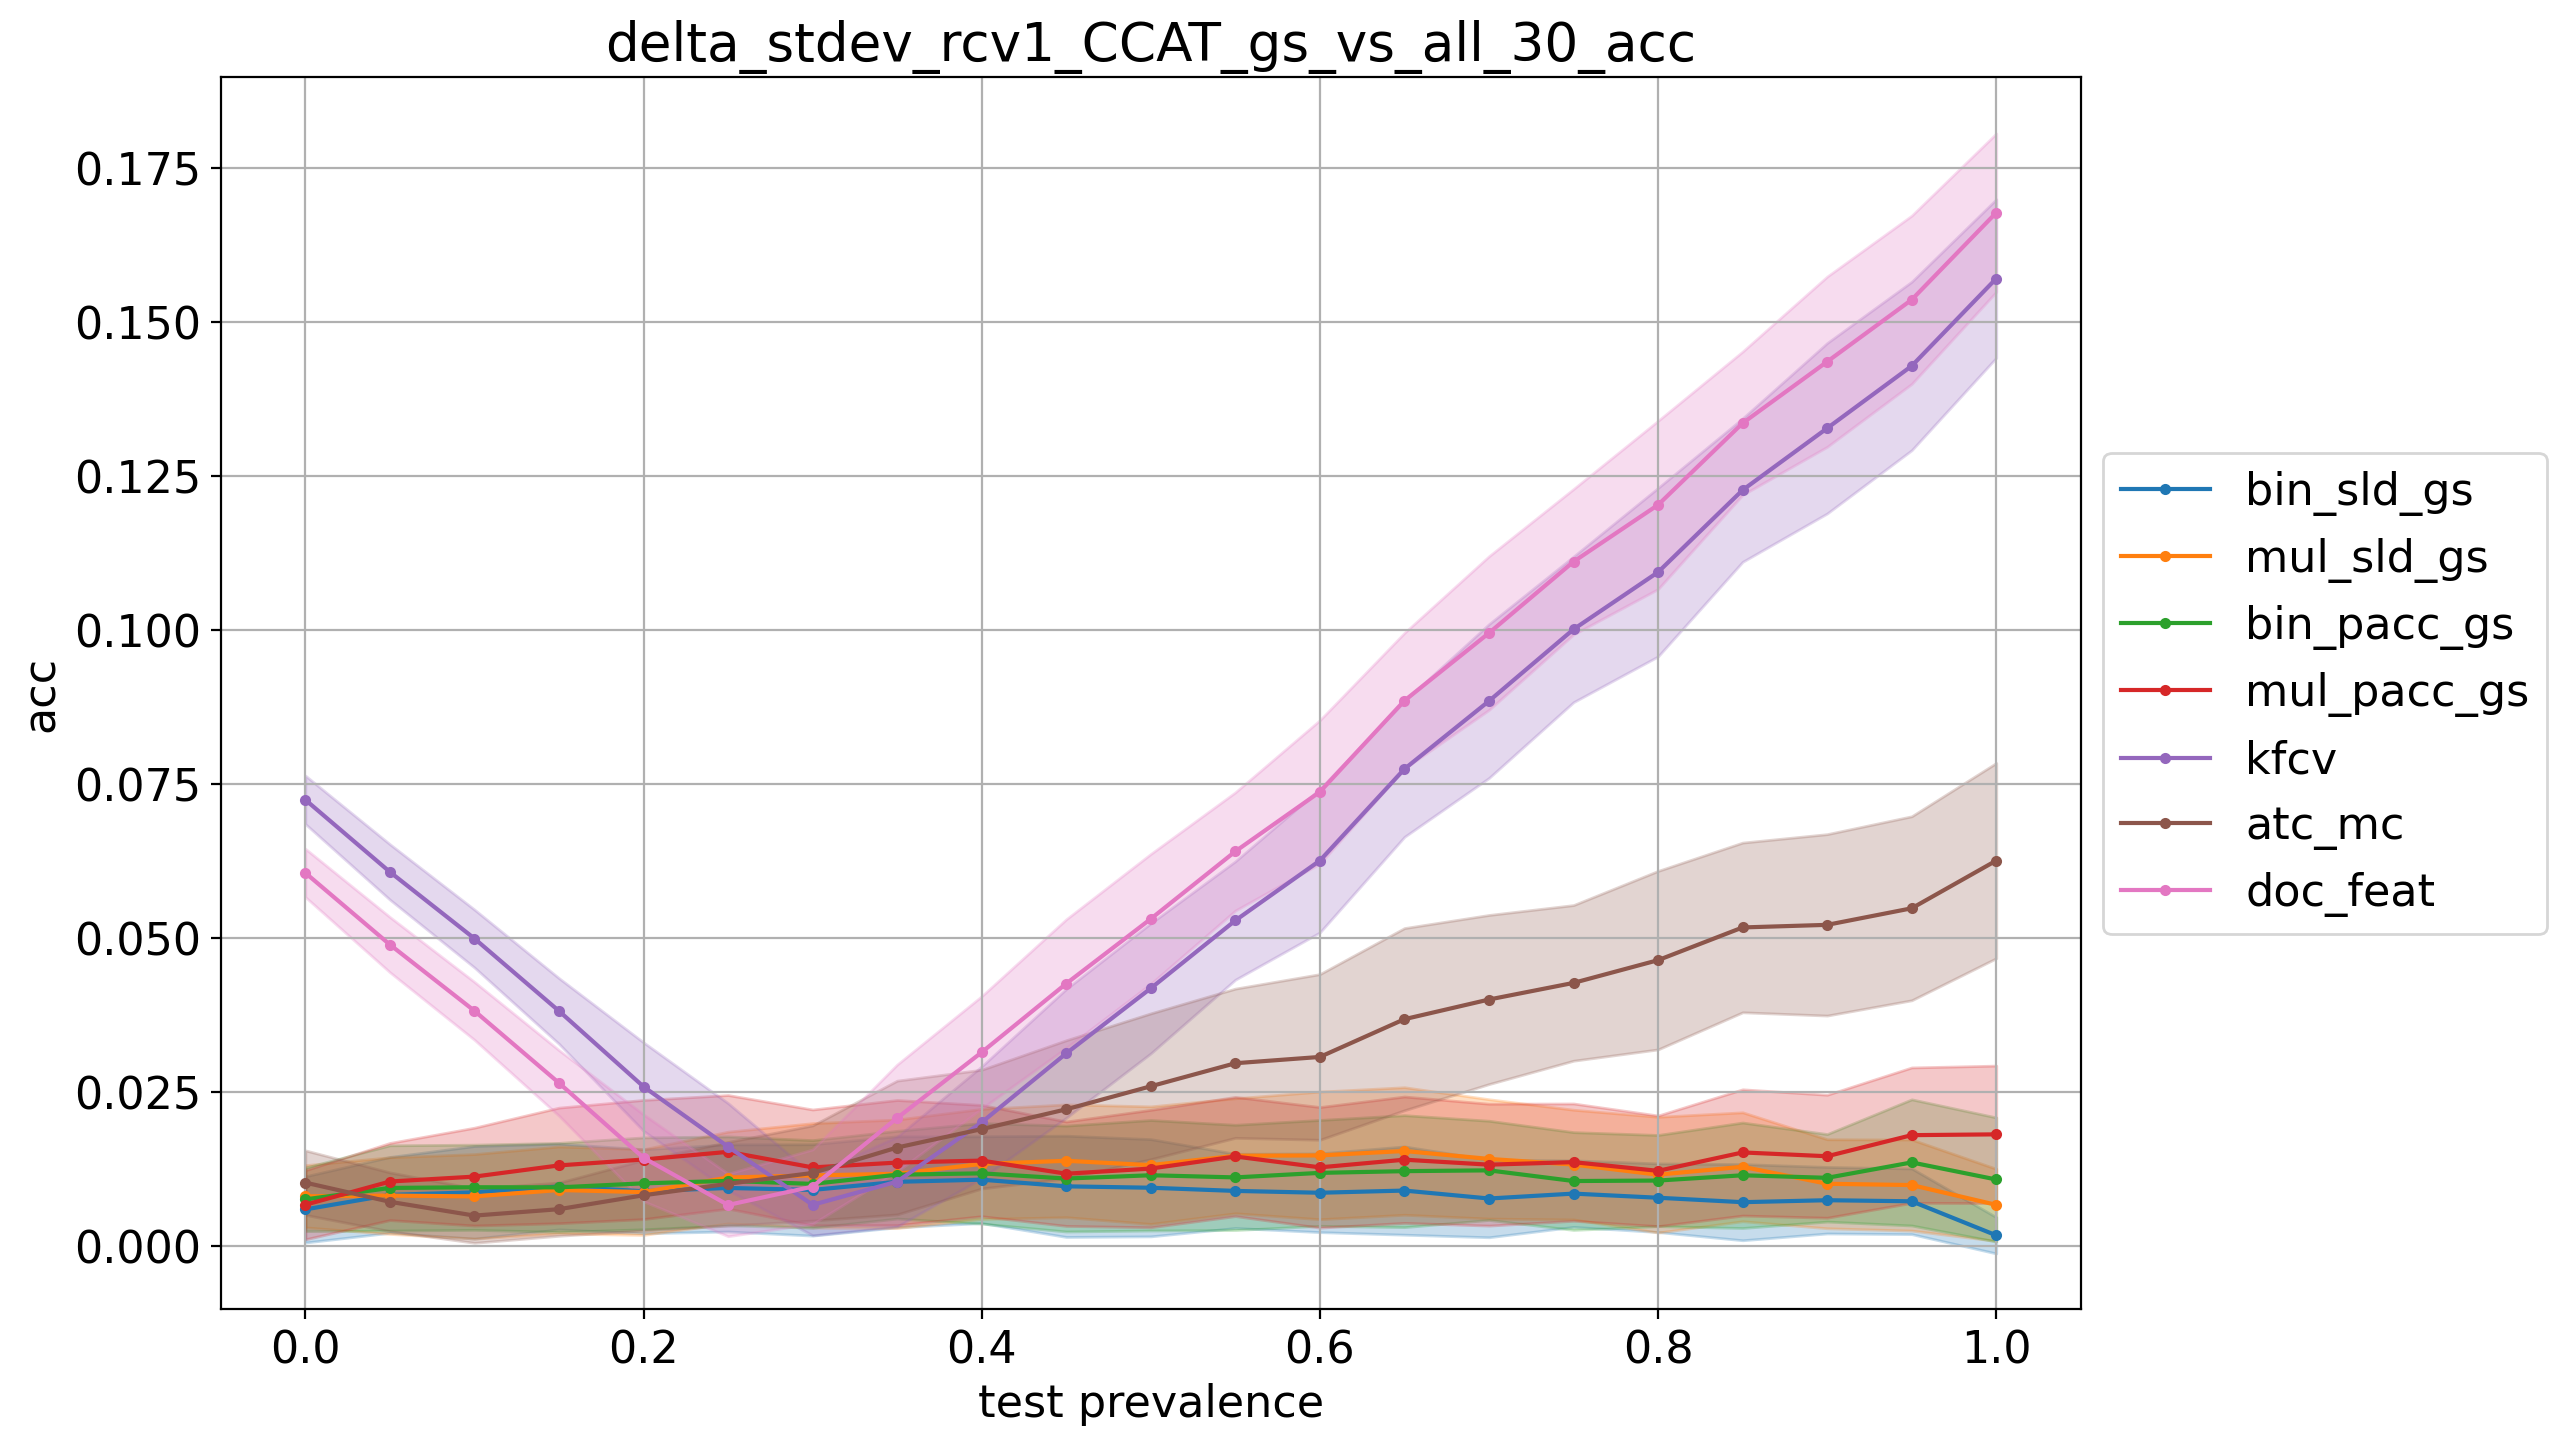 delta_stdev_rcv1_CCAT_gs_vs_all_30_acc
0.175
0.150
0.125
0.100
0.075
0.050
0.025
0.000
acc
0.0 0.2 0.4 0.6 0.8 1.0
test prevalence
bin_sld_gs
mul_sld_gs
bin_pacc_gs
mul_pacc_gs
kfcv
atc_mc
doc_feat